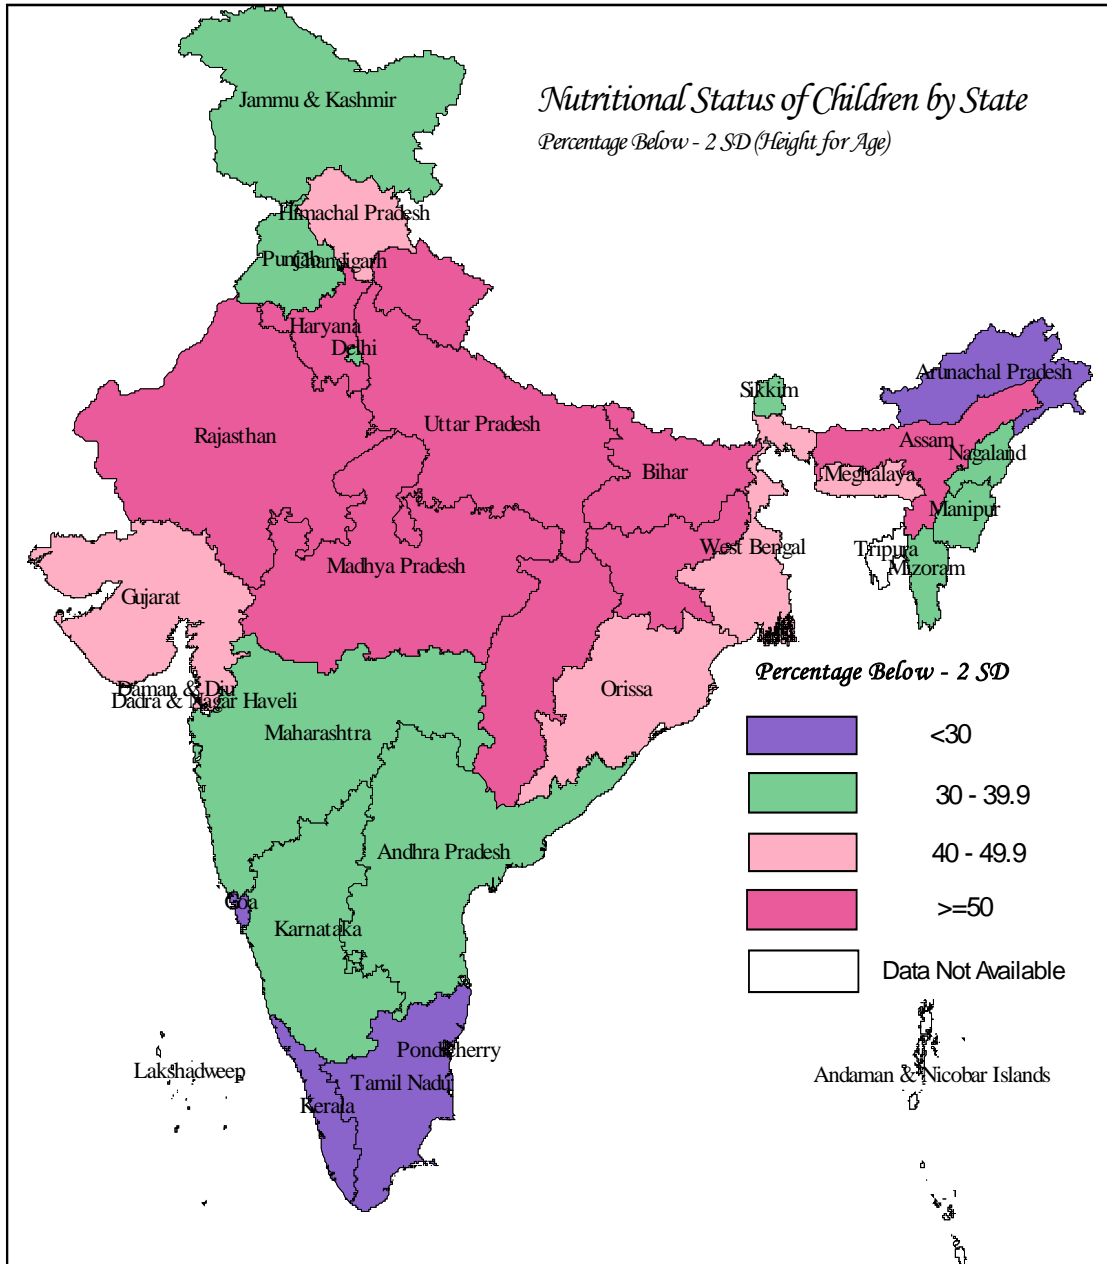 Nutritional Status of Children by State
Percentage Below - 2 SD (Height for Age)
Jammu & Kashmir
Himachal Pradesh
Punjab
Chandigarh
Haryana
Delhi
Arunachal Pradesh
Sikkim
Rajasthan
Uttar Pradesh
Assam
Nagaland
Bihar
Meghalaya
Manipur
West Bengal
Tripura
Madhya Pradesh
Mizoram
Gujarat
Daman & Diu
Dadra & Nagar Haveli
Orissa
Maharashtra
Percentage Below - 2 SD
<30
30 - 39.9
40 - 49.9
>=50
Data Not Available
Andhra Pradesh
Goa
Karnataka
Pondicherry
Lakshadweep
Tamil Nadu
Andaman & Nicobar Islands
Kerala